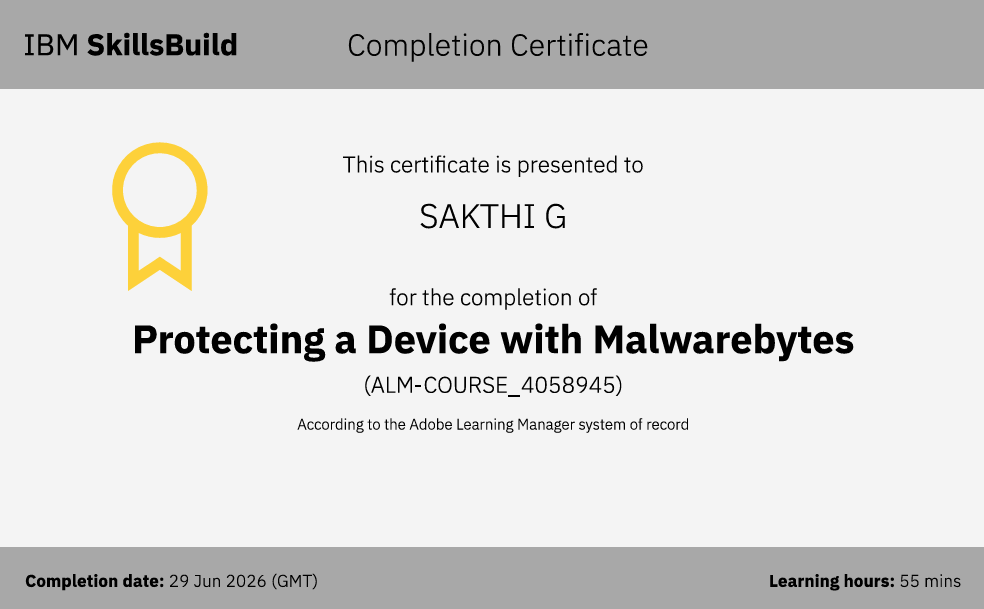 IBM SkillsBuild
Completion Certificate
This certificate is presented to
SAKTHI G
for the completion of
Protecting a Device with Malwarebytes
(ALM-COURSE_4058945)
According to the Adobe Learning Manager system of record
Completion date: 29 Jun 2026 (GMT)
Learning hours: 55 mins